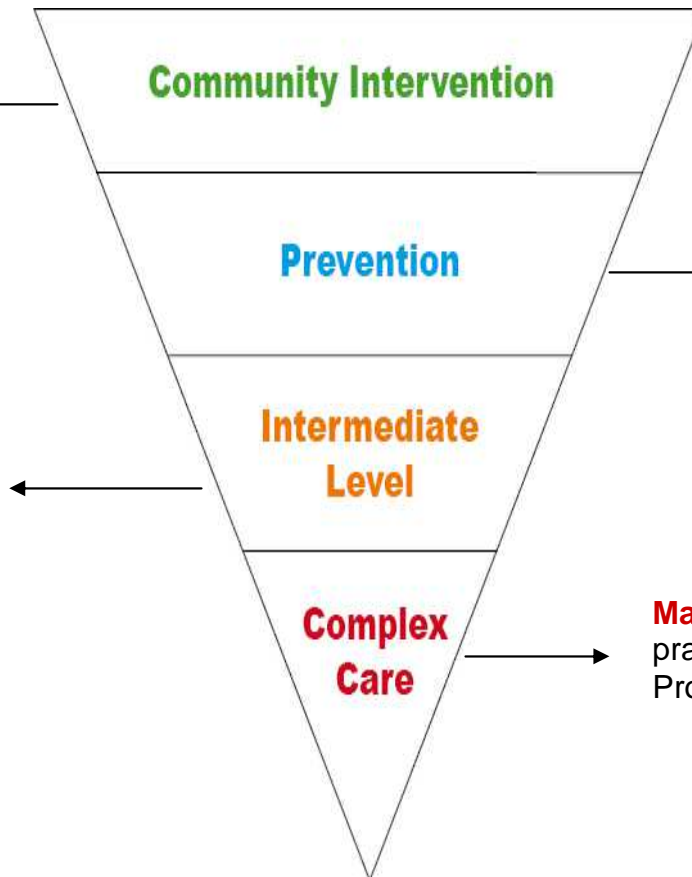 Community Intervention
Prevention
Intermediate
Level
Complex
Care